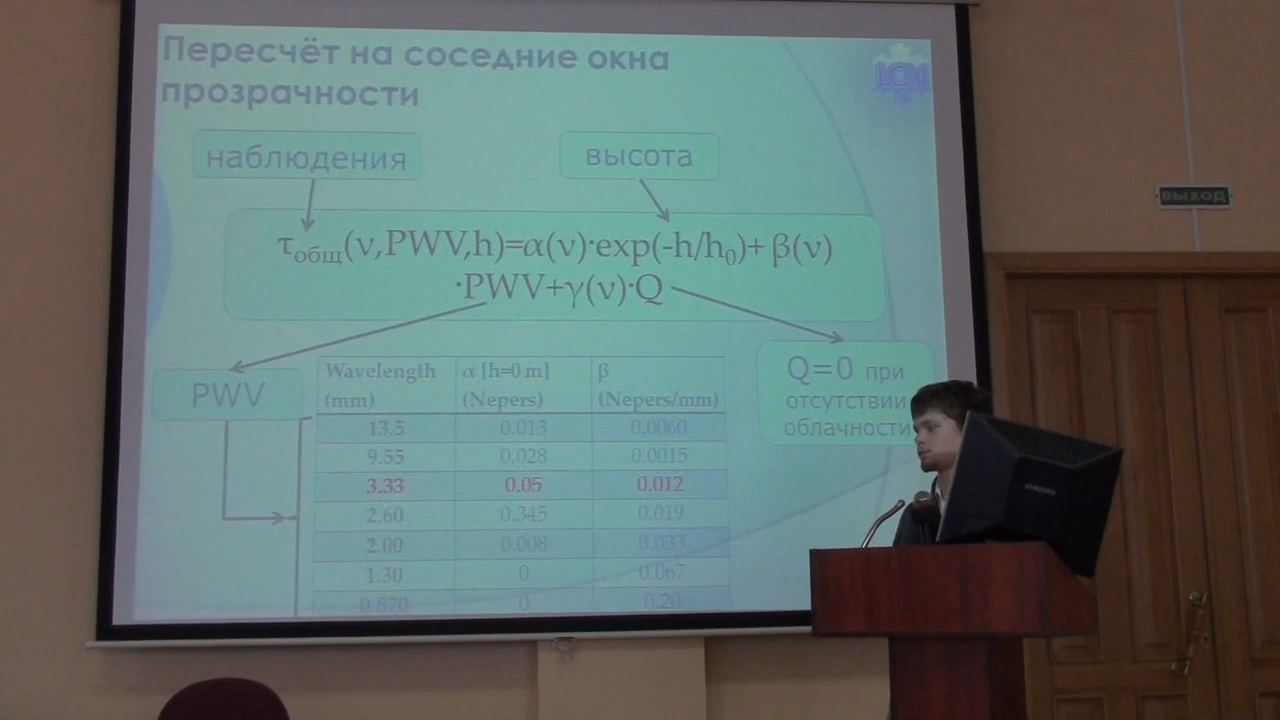 Пересчёт на соседние окна
прозрачности
LCN
наблюдения
высота
τобщ(ν,PWV,h)=α(ν)·exp(-h/h₀)+ β(ν)
·PWV+γ(ν)·Q
PWV
Q=0 при
отсутствии
облачности
Wavelength (mm) α [h=0 m] (Nepers) β (Nepers/mm)
13.5 0.013 0.0060
9.55 0.028 0.0015
3.33 0.05 0.012
2.60 0.345 0.019
2.00 0.008 0.033
1.30 0 0.067
0.870 0 0.20
ВЫХОД
SAMSUNG